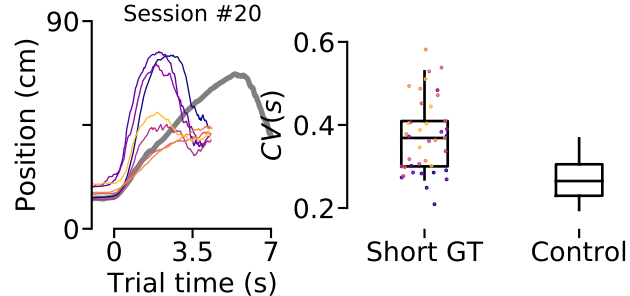 Session #20
90
0
Position (cm)
0 3.5 7
Trial time (s)
0.6
0.4
0.2
CV(s)
Short GT Control